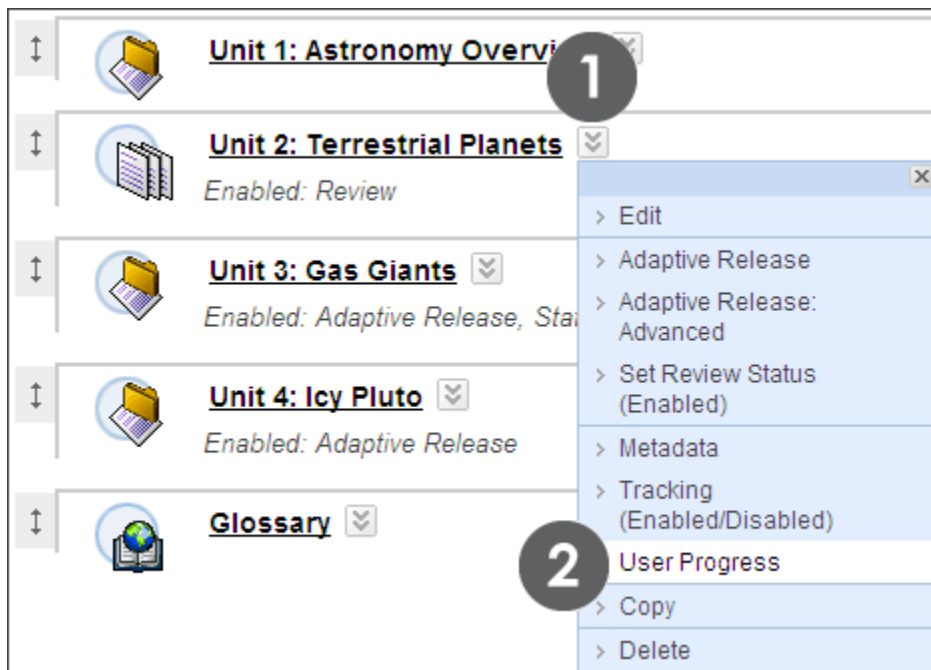 Unit 1: Astronomy Overvi
1
Unit 2: Terrestrial Planets
Enabled: Review
Unit 3: Gas Giants
Enabled: Adaptive Release,
Unit 4: Icy Pluto
Enabled: Adaptive Release
Glossary
Edit
Adaptive Release
Adaptive Release:
Advanced
Set Review Status
(Enabled)
Metadata
Tracking
(Enabled/Disabled)
2
User Progress
Copy
Delete